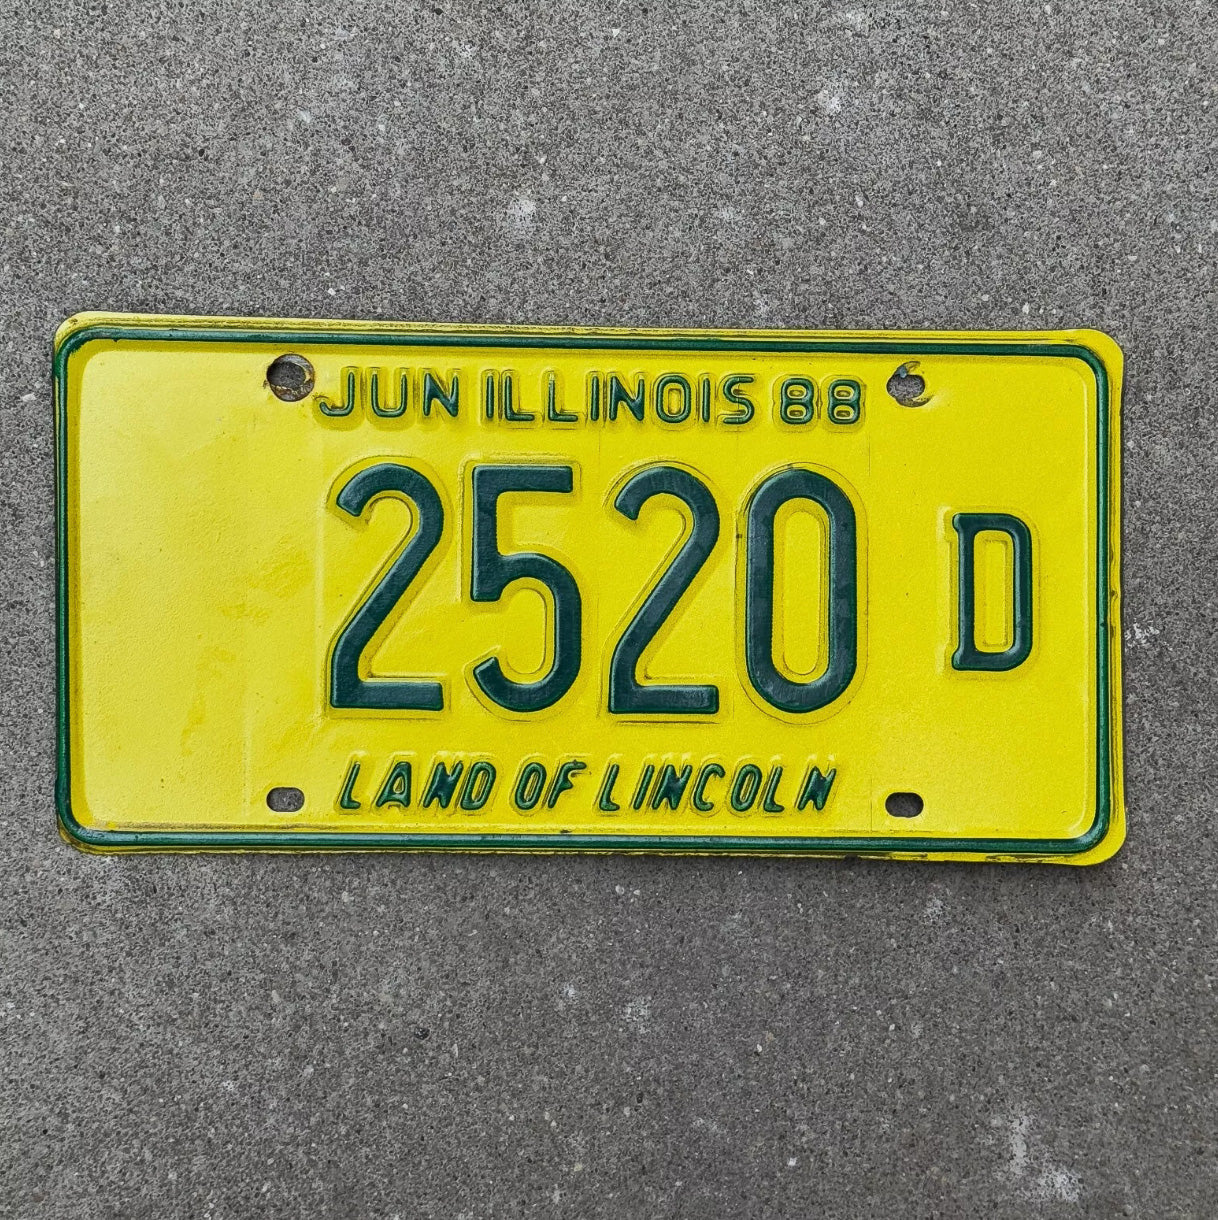 JUN ILLINOIS 88
2520 D
LAND OF LINCOLN